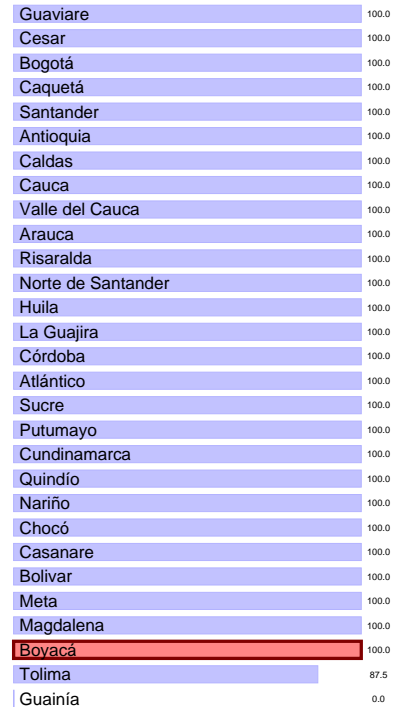 Guaviare 100.0
Cesar 100.0
Bogotá 100.0
Caquetá 100.0
Santander 100.0
Antioquia 100.0
Caldas 100.0
Cauca 100.0
Valle del Cauca 100.0
Arauca 100.0
Risaralda 100.0
Norte de Santander 100.0
Huila 100.0
La Guajira 100.0
Córdoba 100.0
Atlántico 100.0
Sucre 100.0
Putumayo 100.0
Cundinamarca 100.0
Quindío 100.0
Nariño 100.0
Chocó 100.0
Casanare 100.0
Bolivar 100.0
Meta 100.0
Magdalena 100.0
Boyacá 100.0
Tolima 87.5
Guainía 0.0